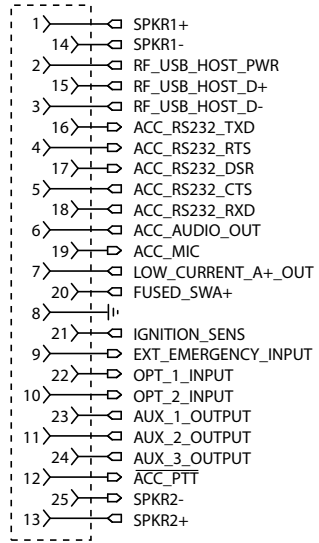 1 SPKR1+
14 SPKR1-
2 RF_USB_HOST_PWR
15 RF_USB_HOST_D+
3 RF_USB_HOST_D-
16 ACC_RS232_TXD
4 ACC_RS232_RTS
17 ACC_RS232_DSR
5 ACC_RS232_CTS
18 ACC_RS232_RXD
6 ACC_AUDIO_OUT
19 ACC_MIC
7 LOW_CURRENT_A+_OUT
20 FUSED_SWA+
8
21 IGNITION_SENS
9 EXT_EMERGENCY_INPUT
22 OPT_1_INPUT
10 OPT_2_INPUT
23 AUX_1_OUTPUT
11 AUX_2_OUTPUT
24 AUX_3_OUTPUT
12 ACC_PTT
25 SPKR2-
13 SPKR2+